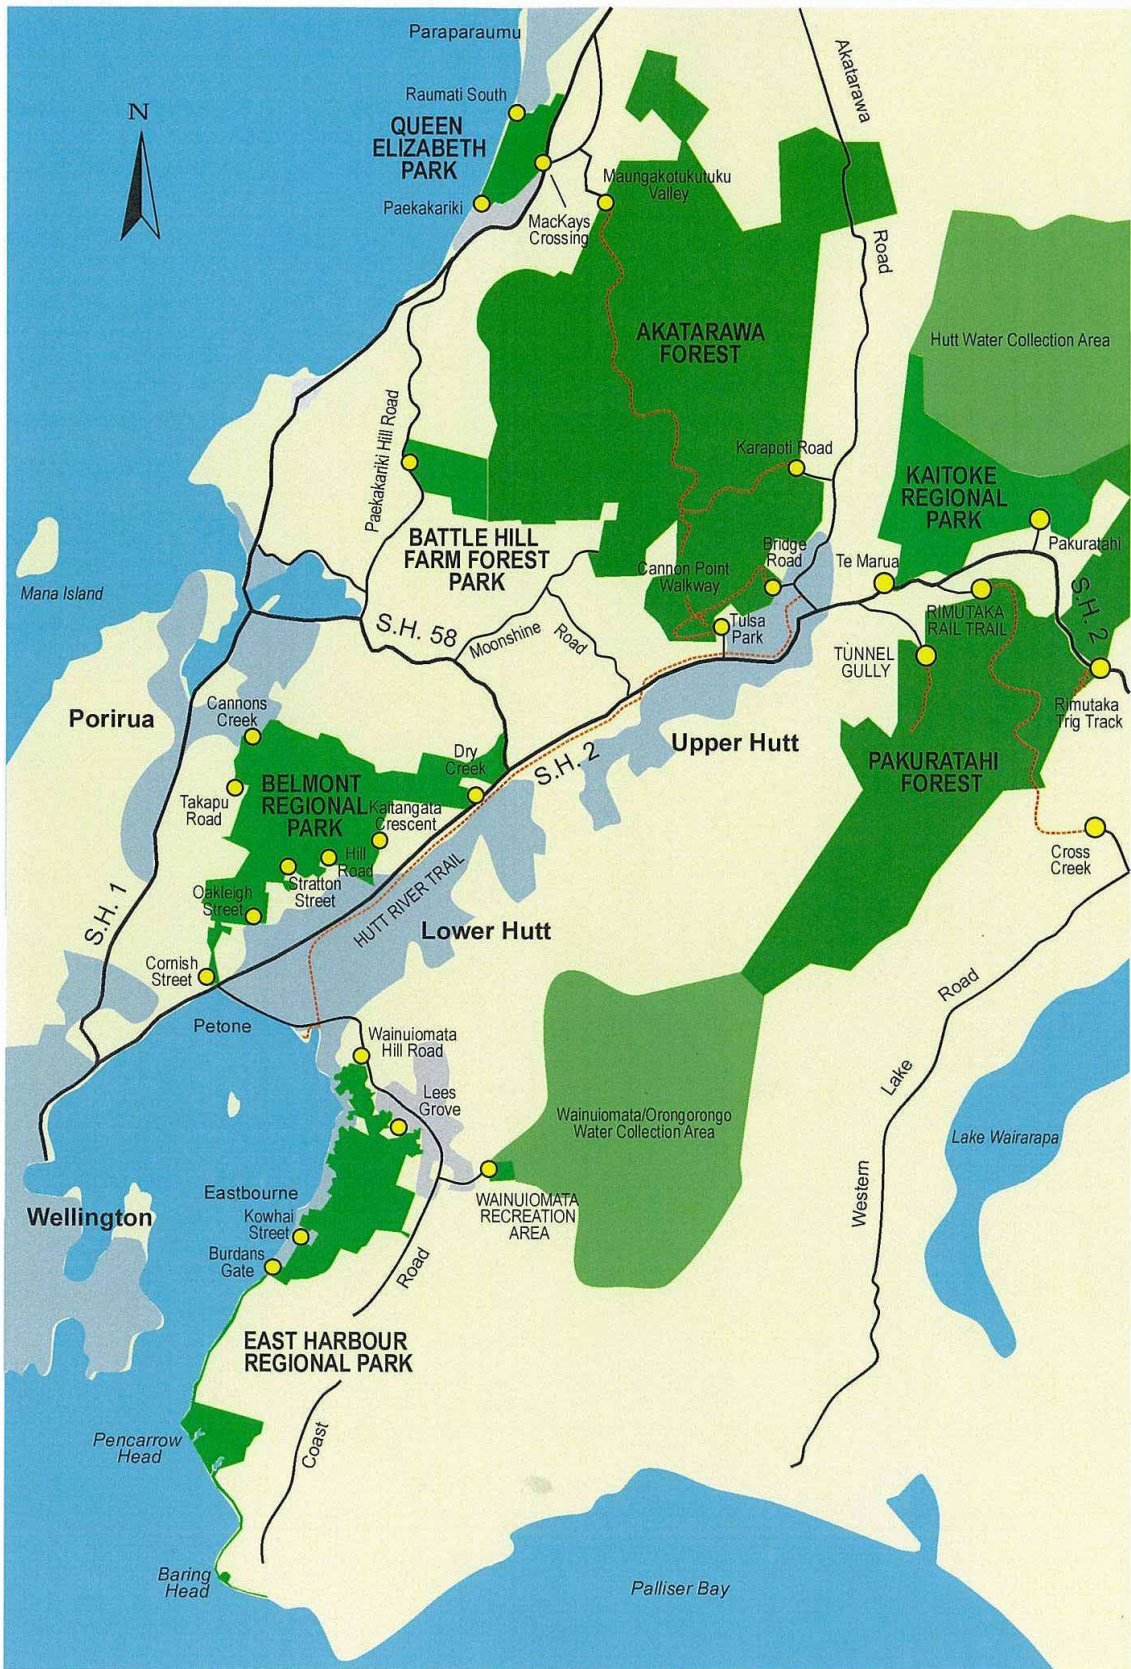 Paraparaumu
Akatarawa
Road
N
Raumati South
QUEEN
ELIZABETH
PARK
Paekakariki
MacKays
Crossing
Maungakotukutuku
Valley
AKATARAWA
FOREST
Hutt Water Collection Area
Paekakariki Hill Road
Karapoti Road
KAITOKE
REGIONAL
PARK
Pakuratahi
BATTLE HILL
FARM FOREST
PARK
Cannon Point
Walkway
Bridge
Road
Te Marua
Mana Island
S.H. 58
Moonshine
Road
Tulsa
Park
RIMUTAKA
RAIL TRAIL
S.H. 2
TUNNEL
GULLY
Rimutaka
Trig Track
Porirua
Cannons
Creek
Dry
Creek
S.H. 2
Upper Hutt
PAKURATAHI
FOREST
Takapu
Road
BELMONT
REGIONAL
PARK
Kaitangata
Crescent
Hill
Road
Stratton
Street
Oakleigh
Street
S.H. 1
HUTT RIVER TRAIL
Lower Hutt
Cross
Creek
Cornish
Street
Petone
Wainuiomata
Hill Road
Lees
Grove
Road
Lake
Western
Wainuiomata/Orongorongo
Water Collection Area
Lake Wairarapa
Eastbourne
Kowhai
Street
Burdans
Gate
Wellington
WAINUIOMATA
RECREATION
AREA
Road
EAST HARBOUR
REGIONAL PARK
Coast
Pencarrow
Head
Baring
Head
Palliser Bay